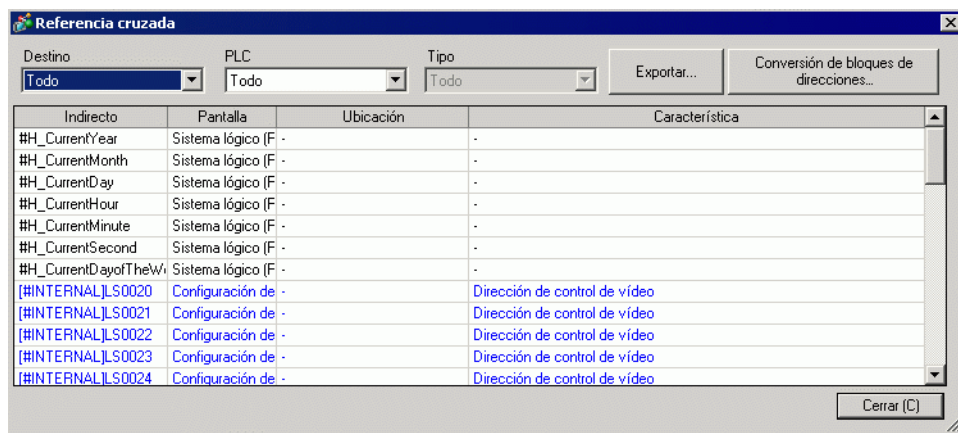 Referencia cruzada
Destino PLC Tipo
Todo Todo Todo Exportar... Conversión de bloques de direcciones...
Indirecto Pantalla Ubicación Característica
#H_CurrentYear Sistema lógico (F - -
#H_CurrentMonth Sistema lógico (F - -
#H_CurrentDay Sistema lógico (F - -
#H_CurrentHour Sistema lógico (F - -
#H_CurrentMinute Sistema lógico (F - -
#H_CurrentSecond Sistema lógico (F - -
#H_CurrentDayofTheW Sistema lógico (F - -
[#INTERNAL]LS0020 Configuración de - Dirección de control de vídeo
[#INTERNAL]LS0021 Configuración de - Dirección de control de vídeo
[#INTERNAL]LS0022 Configuración de - Dirección de control de vídeo
[#INTERNAL]LS0023 Configuración de - Dirección de control de vídeo
[#INTERNAL]LS0024 Configuración de - Dirección de control de vídeo
Cerrar (C)